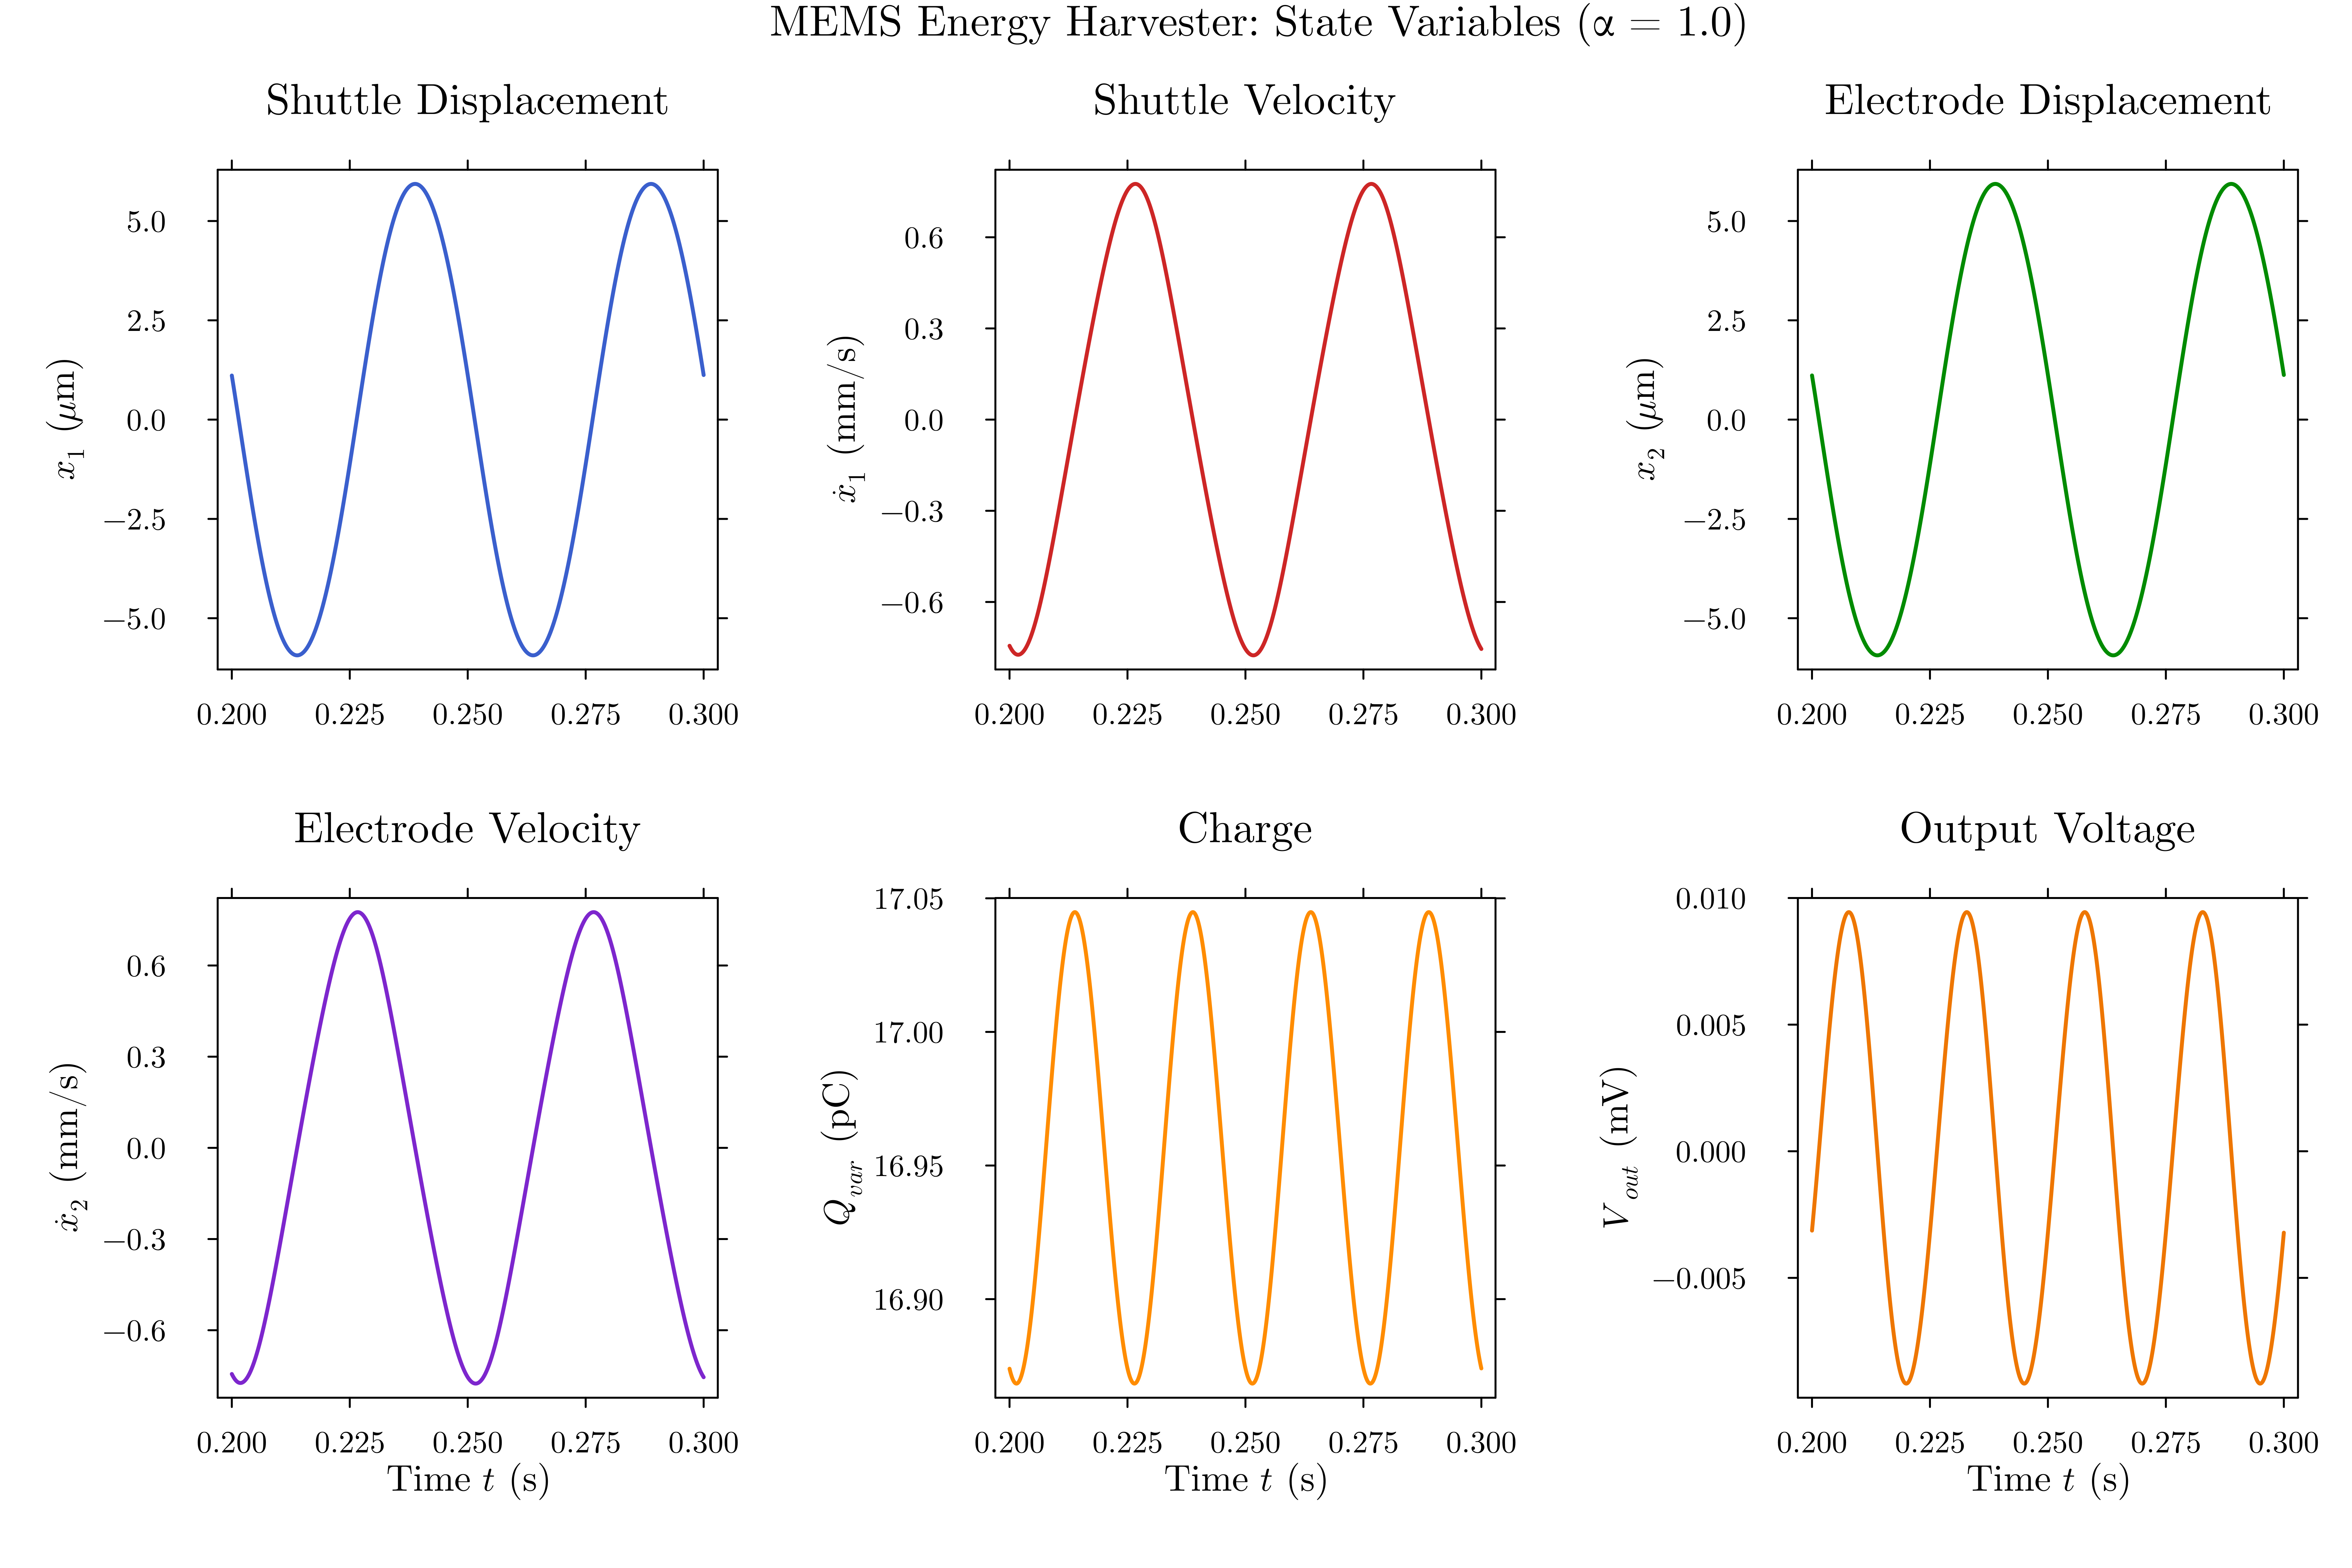 MEMS Energy Harvester: State Variables (α = 1.0)
Shuttle Displacement
x₁ (μm)
5.0
2.5
0.0
−2.5
−5.0
0.200 0.225 0.250 0.275 0.300
Shuttle Velocity
ẋ₁ (mm/s)
0.6
0.3
0.0
−0.3
−0.6
0.200 0.225 0.250 0.275 0.300
Electrode Displacement
x₂ (μm)
5.0
2.5
0.0
−2.5
−5.0
0.200 0.225 0.250 0.275 0.300
Electrode Velocity
ẋ₂ (mm/s)
0.6
0.3
0.0
−0.3
−0.6
0.200 0.225 0.250 0.275 0.300
Time t (s)
Charge
Q_var (pC)
17.05
17.00
16.95
16.90
0.200 0.225 0.250 0.275 0.300
Time t (s)
Output Voltage
V_out (mV)
0.010
0.005
0.000
−0.005
0.200 0.225 0.250 0.275 0.300
Time t (s)